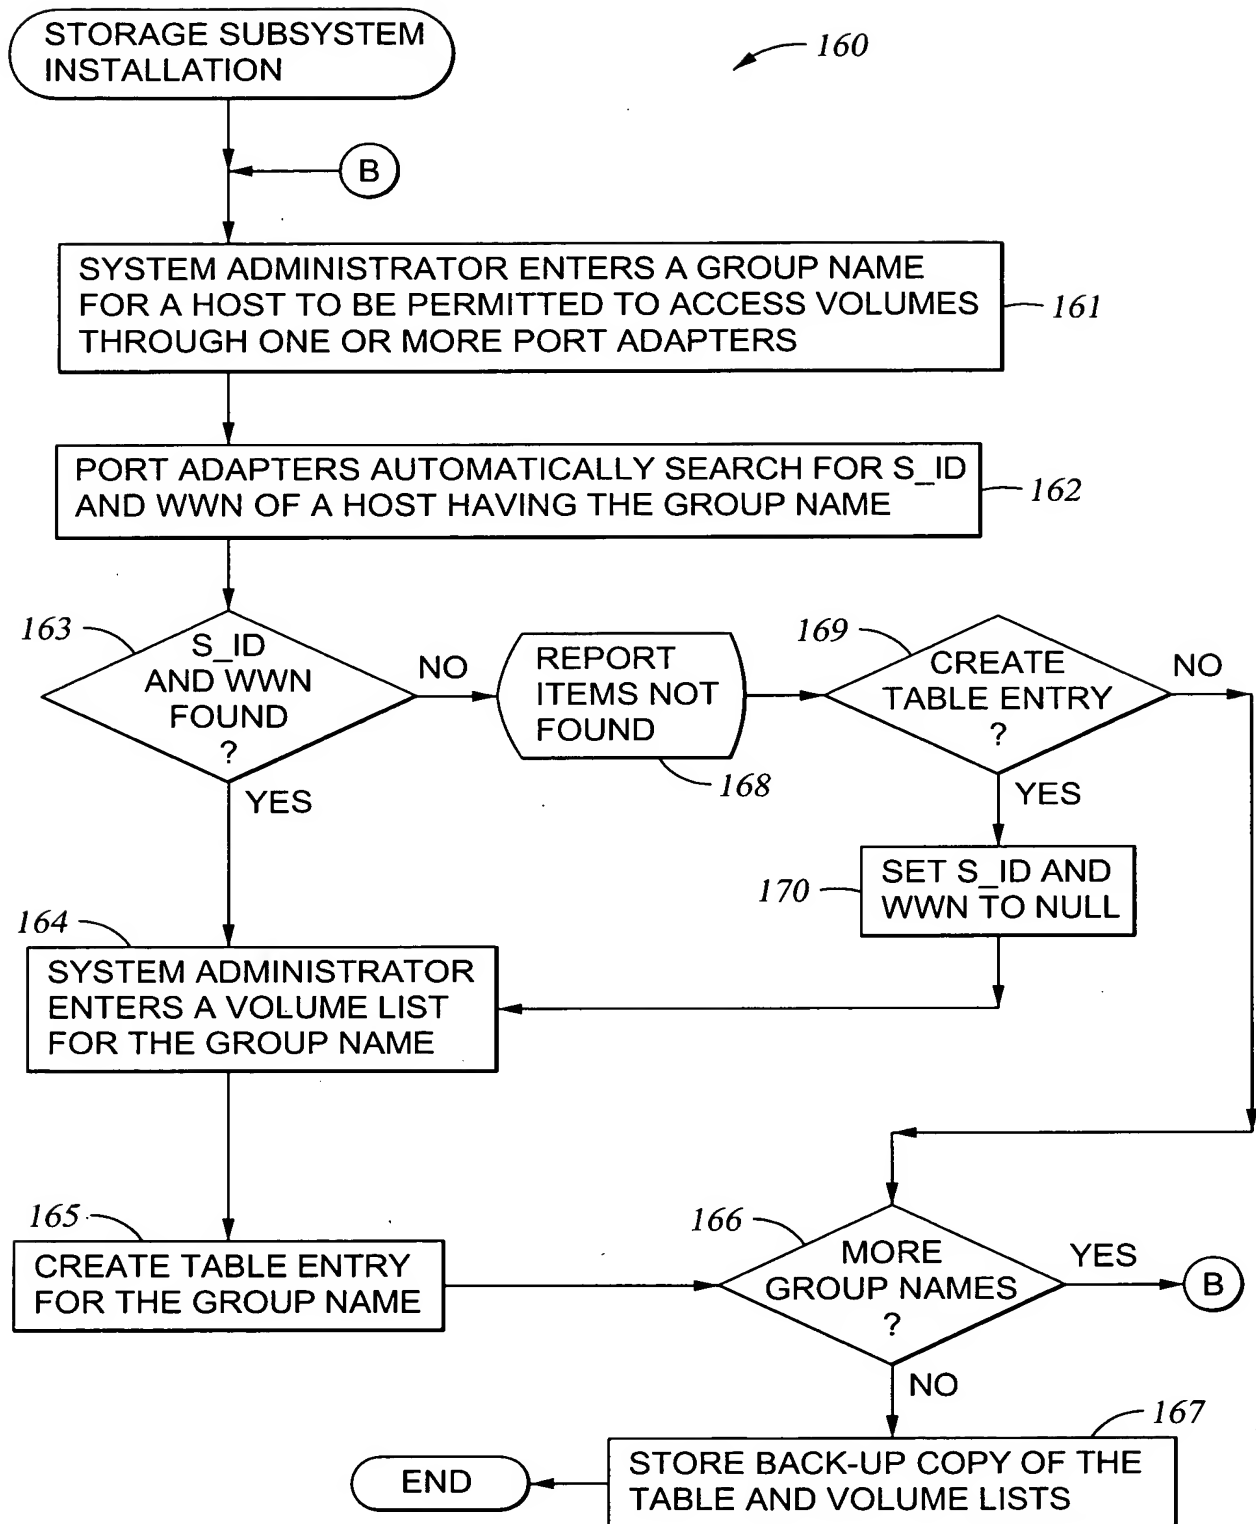 STORAGE SUBSYSTEM
INSTALLATION
160
B
SYSTEM ADMINISTRATOR ENTERS A GROUP NAME
FOR A HOST TO BE PERMITTED TO ACCESS VOLUMES
THROUGH ONE OR MORE PORT ADAPTERS
161
PORT ADAPTERS AUTOMATICALLY SEARCH FOR S_ID
AND WWN OF A HOST HAVING THE GROUP NAME
162
163
S_ID
AND WWN
FOUND
?
NO
YES
REPORT
ITEMS NOT
FOUND
168
169
CREATE
TABLE ENTRY
?
NO
YES
170
SET S_ID AND
WWN TO NULL
164
SYSTEM ADMINISTRATOR
ENTERS A VOLUME LIST
FOR THE GROUP NAME
165
CREATE TABLE ENTRY
FOR THE GROUP NAME
166
MORE
GROUP NAMES
?
YES
B
NO
167
STORE BACK-UP COPY OF THE
TABLE AND VOLUME LISTS
END